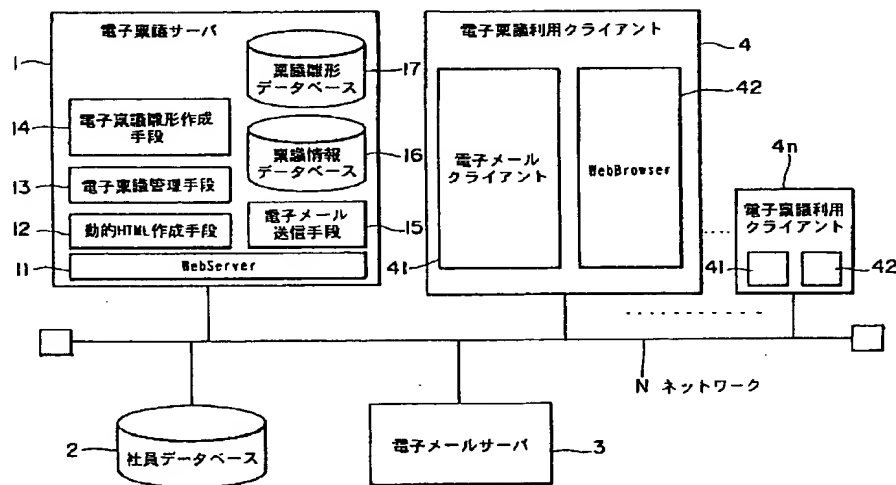 電子稟議サーバ
1
稟議雛形
データベース
17
14
電子稟議雛形作成
手段
稟議情報
データベース
16
13
電子稟議管理手段
12
動的HTML作成手段
電子メール
送信手段
15
11
WebServer
電子稟議利用クライアント
4
42
電子メール
クライアント
WebBrowser
41
4n
電子稟議利用
クライアント
41
42
N ネットワーク
2
社員データベース
電子メールサーバ
3